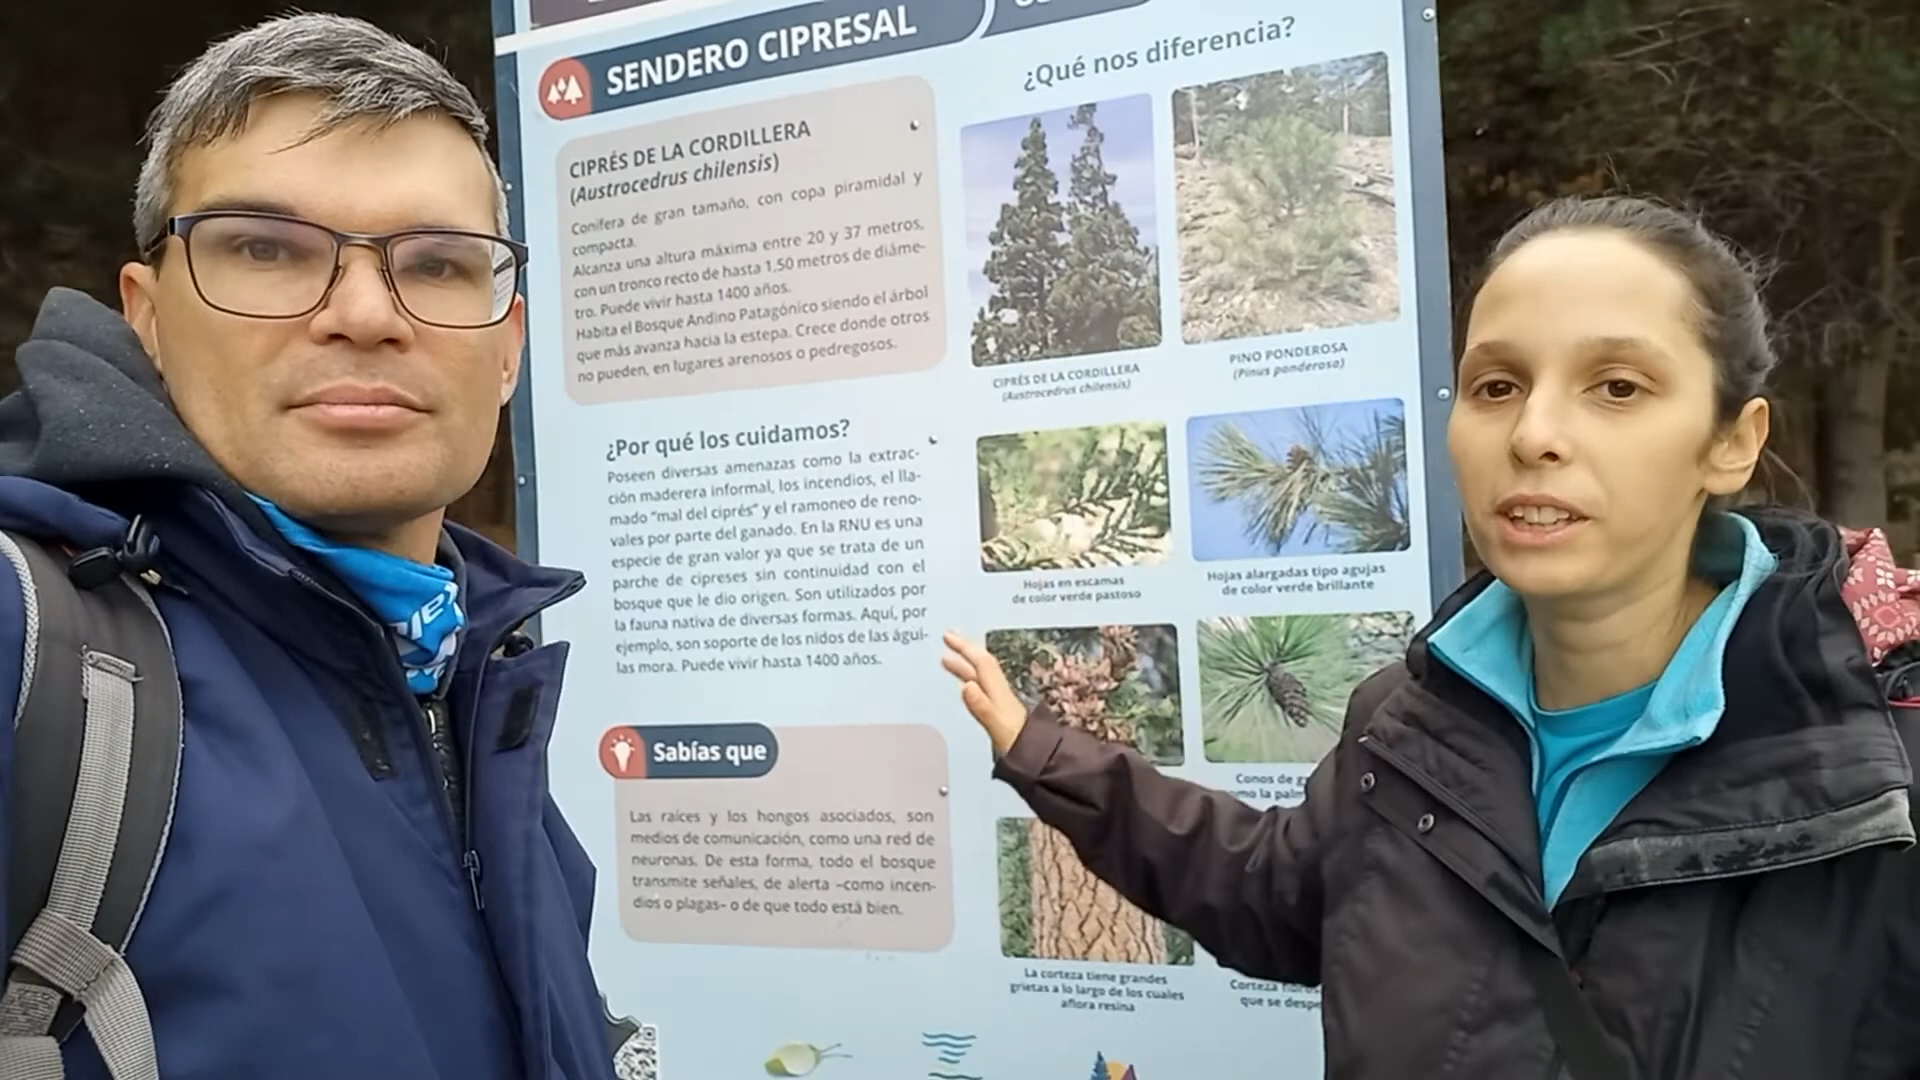 SENDERO CIPRESAL
CIPRÉS DE LA CORDILLERA
(Austrocedrus chilensis)
Conífera de gran tamaño, con copa piramidal y
compacta.
Alcanza una altura máxima entre 20 y 37 metros,
con un tronco recto de hasta 1,50 metros de diáme-
tro. Puede vivir hasta 1400 años.
Habita el Bosque Andino Patagónico siendo el árbol
que más avanza hacia la estepa. Crece donde otros
no pueden, en lugares arenosos o pedregosos.
¿Por qué los cuidamos?
Poseen diversas amenazas como la extrac-
ción maderera informal, los incendios, el lla-
mado “mal del ciprés” y el ramoneo de reno-
vales por parte del ganado. En la RNU es una
especie de gran valor ya que se trata de un
parche de cipreses sin continuidad con el
bosque que le dio origen. Son utilizados por
la fauna nativa de diversas formas. Aquí, por
ejemplo, son soporte de los nidos de las águi-
las mora. Puede vivir hasta 1400 años.
Sabías que
Las raíces y los hongos asociados, son
medios de comunicación, como una red de
neuronas. De esta forma, todo el bosque
transmite señales, de alerta –como incen-
dios o plagas– o de que todo está bien.
¿Qué nos diferencia?
CIPRÉS DE LA CORDILLERA
(Austrocedrus chilensis)
PINO PONDEROSA
(Pinus ponderosa)
Hojas en escamas
de color verde pastoso
Hojas alargadas tipo agujas
de color verde brillante
Conos de
la
La corteza tiene grandes
grietas a lo largo de los cuales
aflora resina
Corteza
que se